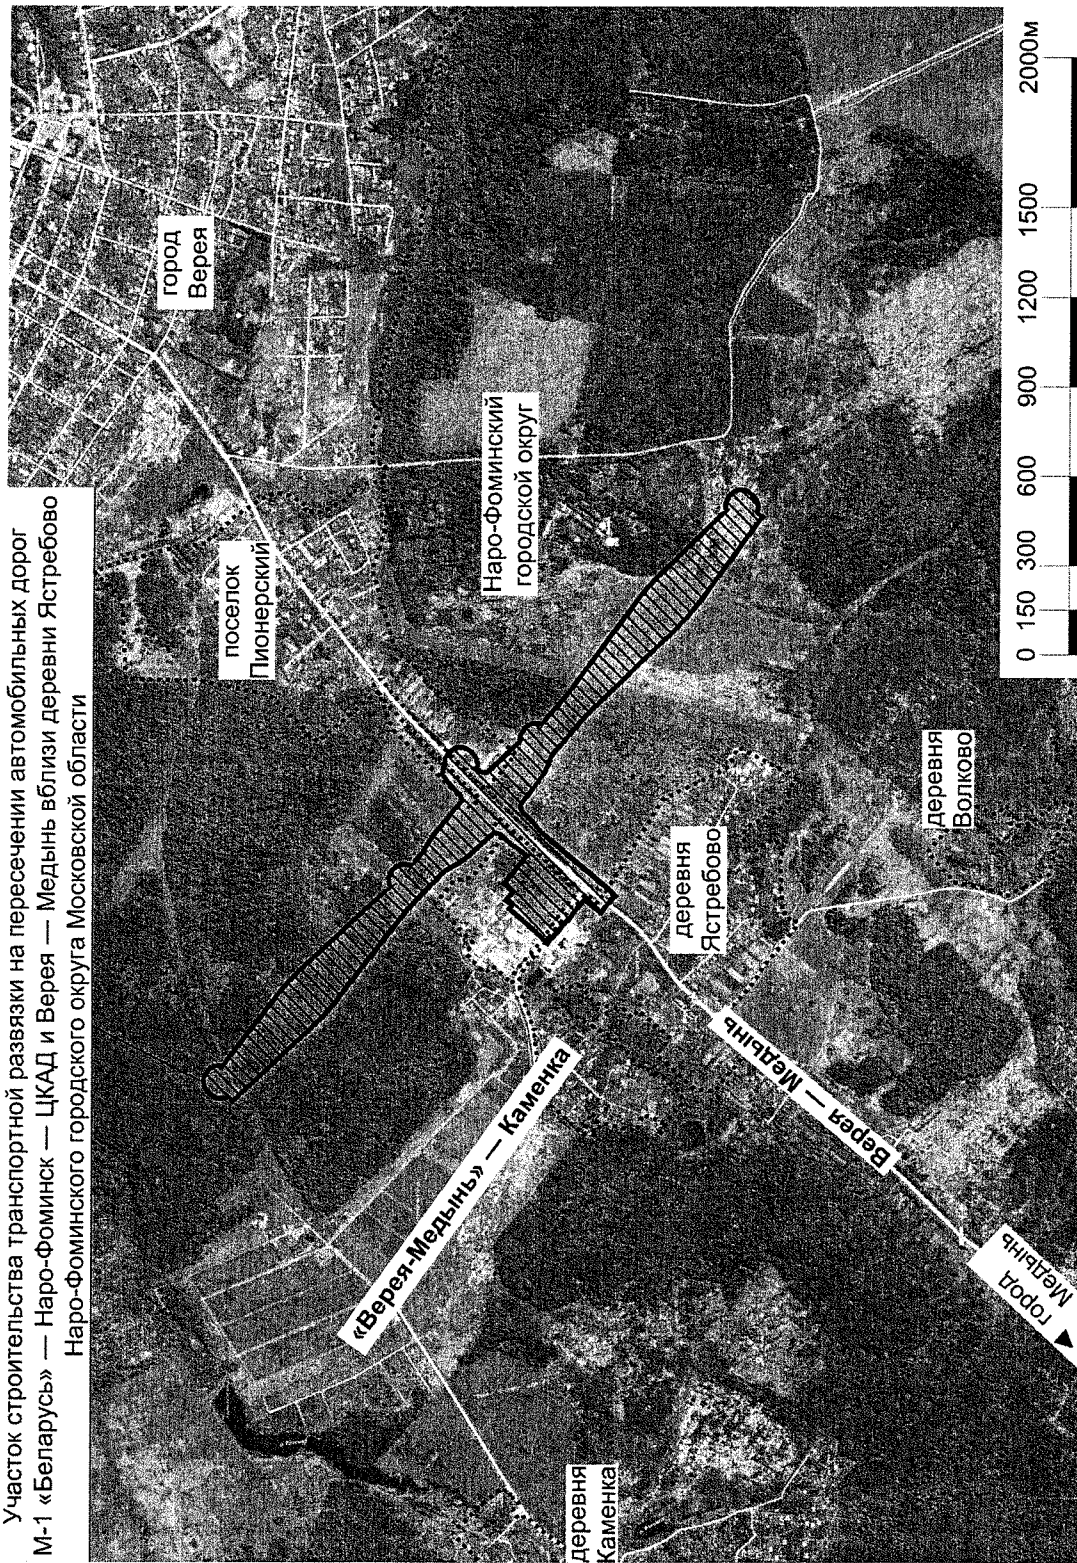 Участок строительства транспортной развязки на пересечении автомобильных дорог
М-1 «Беларусь» — Наро-Фоминск — ЦКАД и Верея — Медынь вблизи деревни Ястребово
Наро-Фоминского городского округа Московской области
город
Верея
поселок
Пионерский
Наро-Фоминский
городской округ
«Верея-Медынь» — Каменка
деревня
Ястребово
деревня
Волково
Верея — Медынь
деревня
Каменка
город
Медынь
0 150 300 600 900 1200 1500 2000м